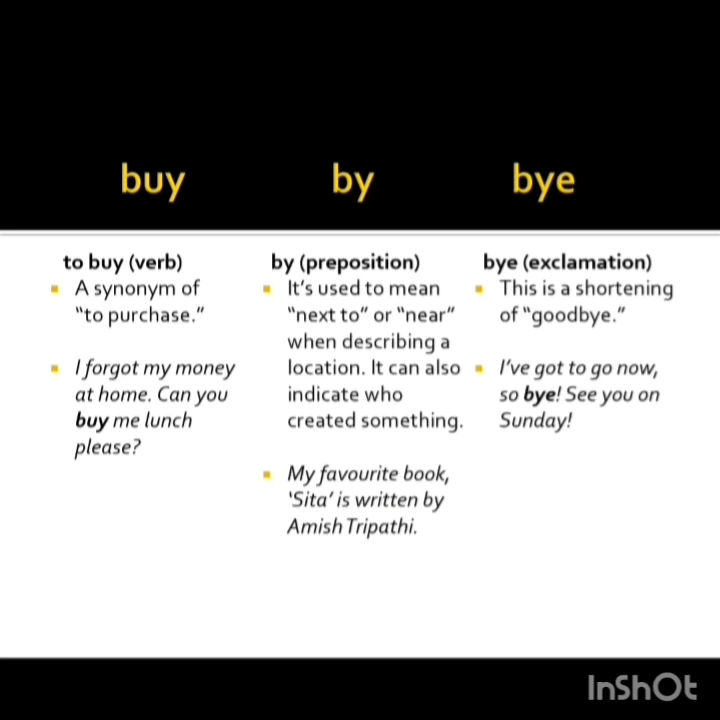 buy
by
bye
to buy (verb)
▪ A synonym of
“to purchase.”
▪ I forgot my money
at home. Can you
buy me lunch
please?
by (preposition)
▪ It’s used to mean
“next to” or “near”
when describing a
location. It can also
indicate who
created something.
▪ My favourite book,
‘Sita’ is written by
Amish Tripathi.
bye (exclamation)
▪ This is a shortening
of “goodbye.”
▪ I’ve got to go now,
so bye! See you on
Sunday!
InShOt